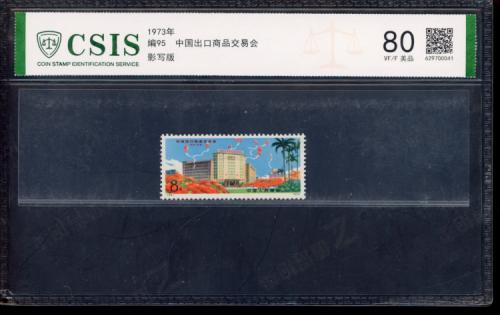 CSIS
COIN STAMP IDENTIFICATION SERVICE
1973年
编95 中国出口商品交易会
影写版
80
VF/F 美品
629700041
8